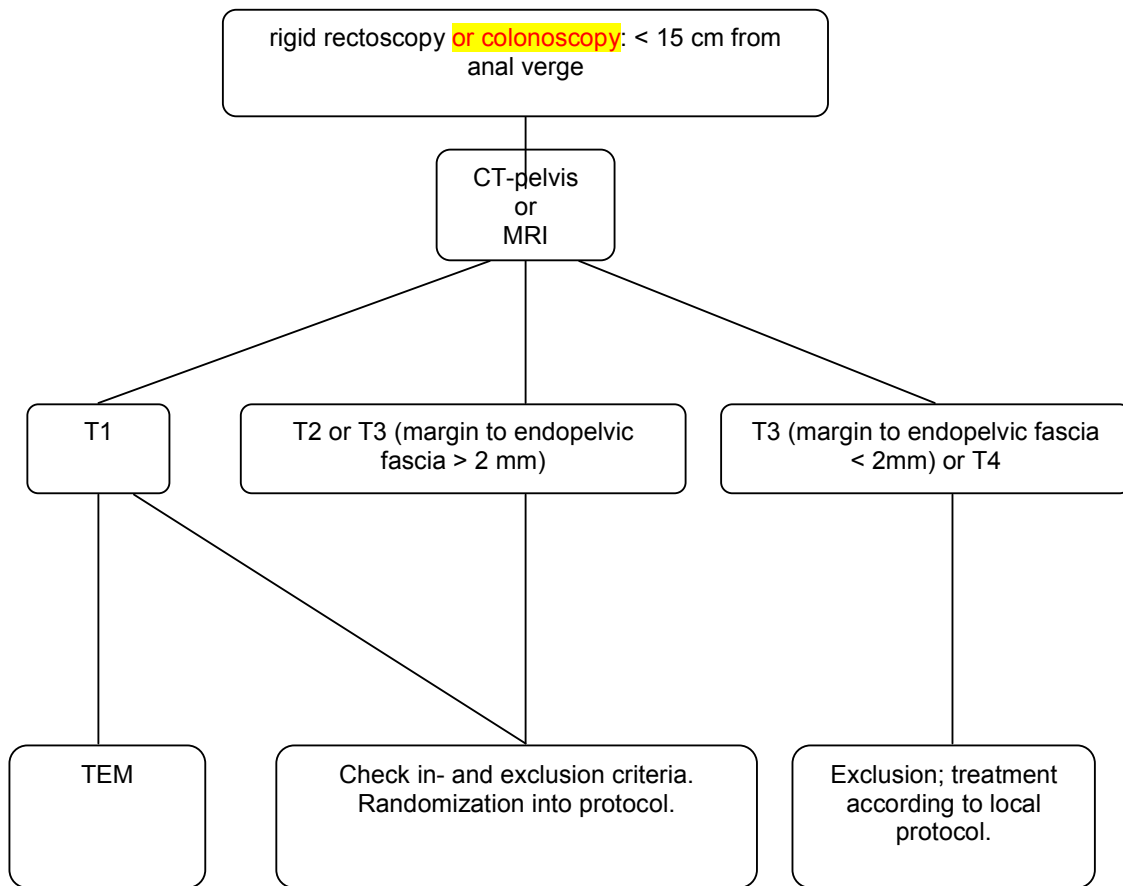 rigid rectoscopy or colonoscopy: < 15 cm from
anal verge
CT-pelvis
or
MRI
T1
T2 or T3 (margin to endopelvic
fascia > 2 mm)
T3 (margin to endopelvic fascia
< 2mm) or T4
TEM
Check in- and exclusion criteria.
Randomization into protocol.
Exclusion; treatment
according to local
protocol.